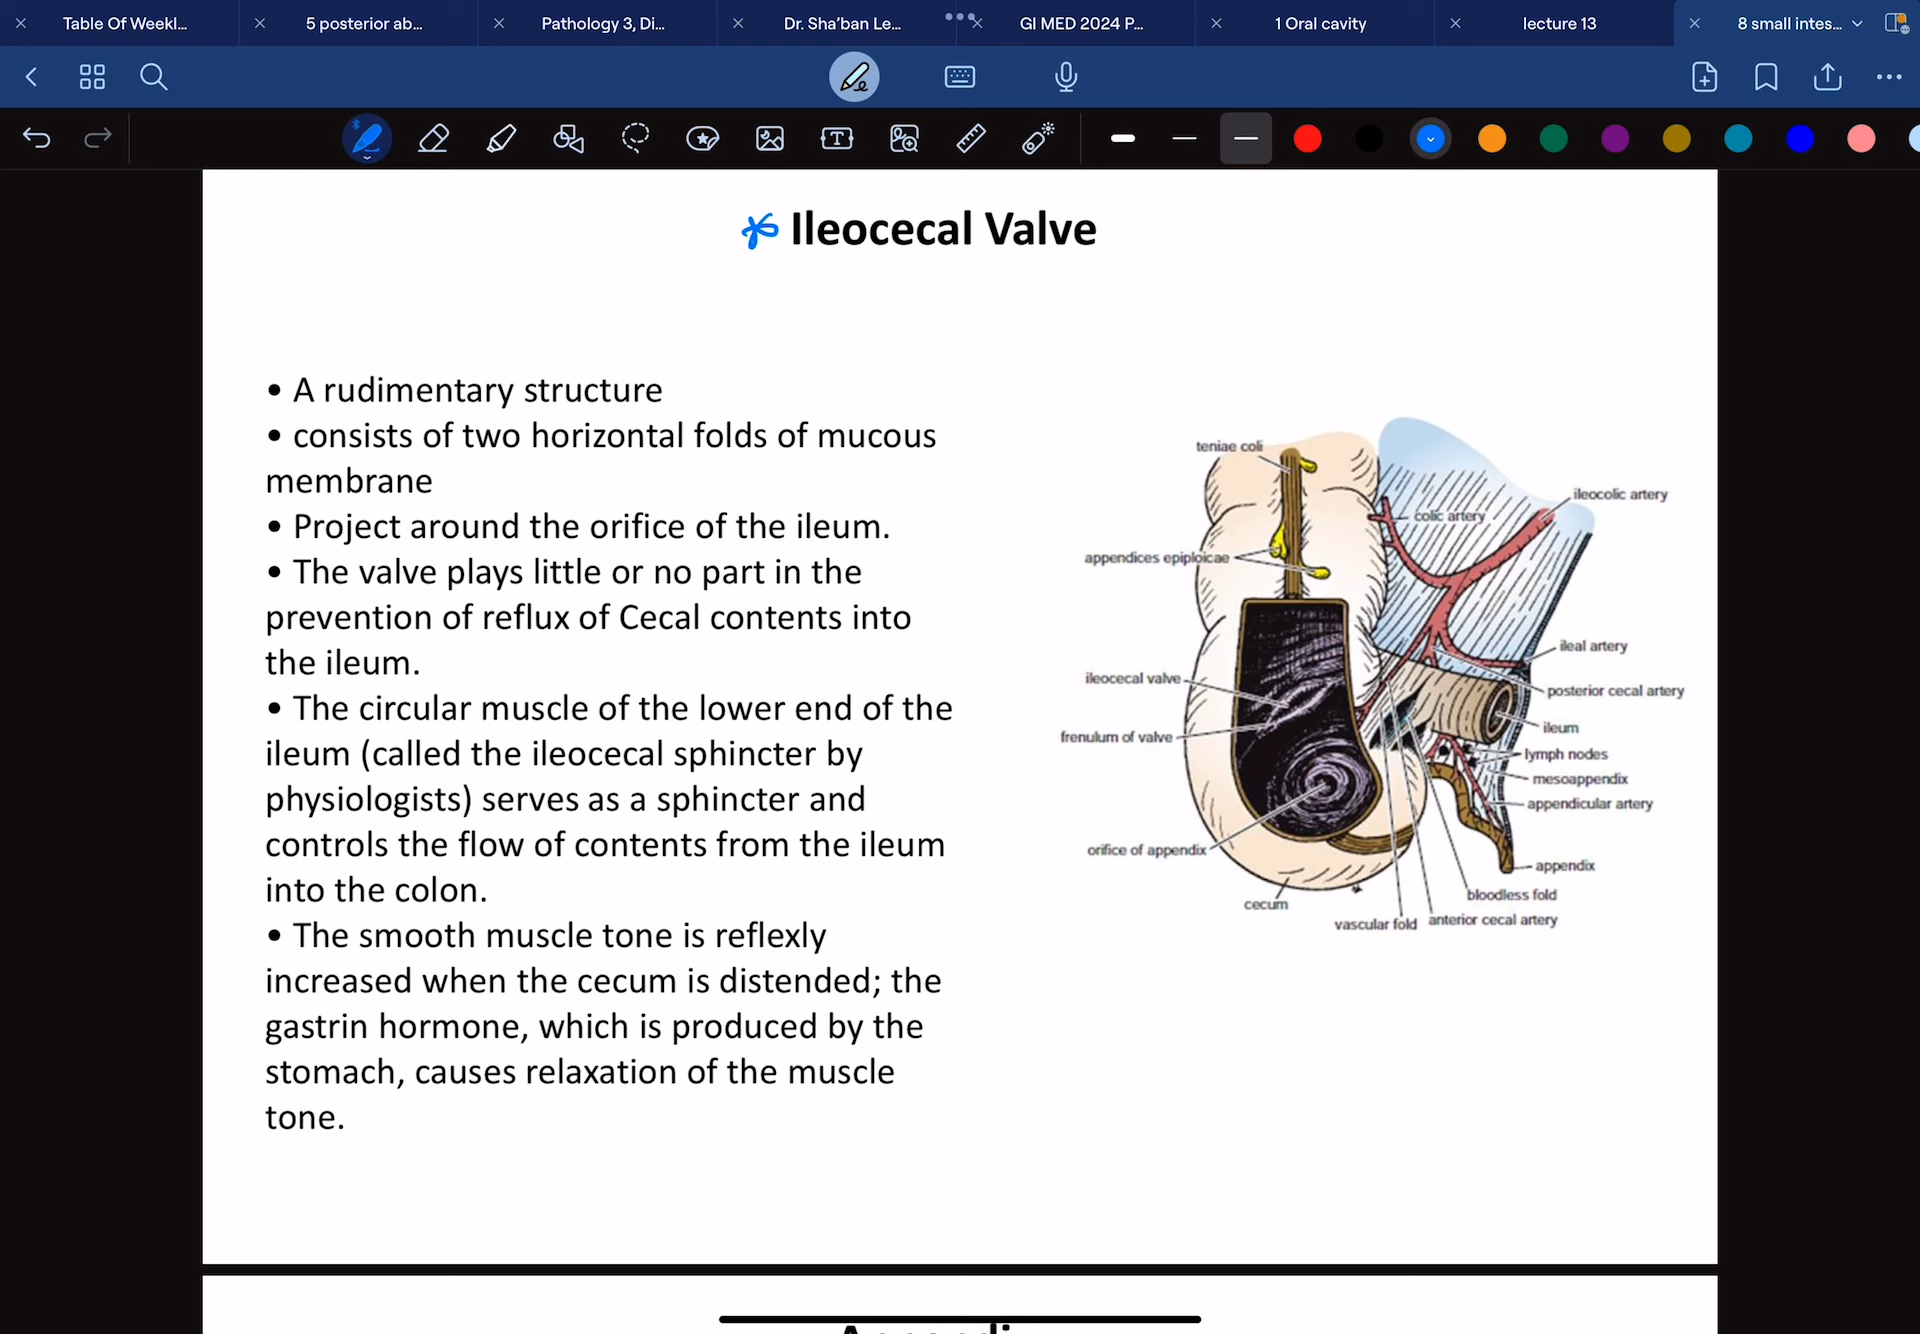 Table Of Weekl...
5 posterior ab...
Pathology 3, Di...
Dr. Sha'ban Le...
GI MED 2024 P...
1 Oral cavity
lecture 13
8 small intes...
Ileocecal Valve
• A rudimentary structure
• consists of two horizontal folds of mucous
membrane
• Project around the orifice of the ileum.
• The valve plays little or no part in the
prevention of reflux of Cecal contents into
the ileum.
• The circular muscle of the lower end of the
ileum (called the ileocecal sphincter by
physiologists) serves as a sphincter and
controls the flow of contents from the ileum
into the colon.
• The smooth muscle tone is reflexly
increased when the cecum is distended; the
gastrin hormone, which is produced by the
stomach, causes relaxation of the muscle
tone.
teniae coli
ileocolic artery
colic artery
appendices epiploicae
ileal artery
ileocecal valve
posterior cecal artery
ileum
frenulum of valve
lymph nodes
mesoappendix
appendicular artery
orifice of appendix
appendix
bloodless fold
cecum
anterior cecal artery
vascular fold